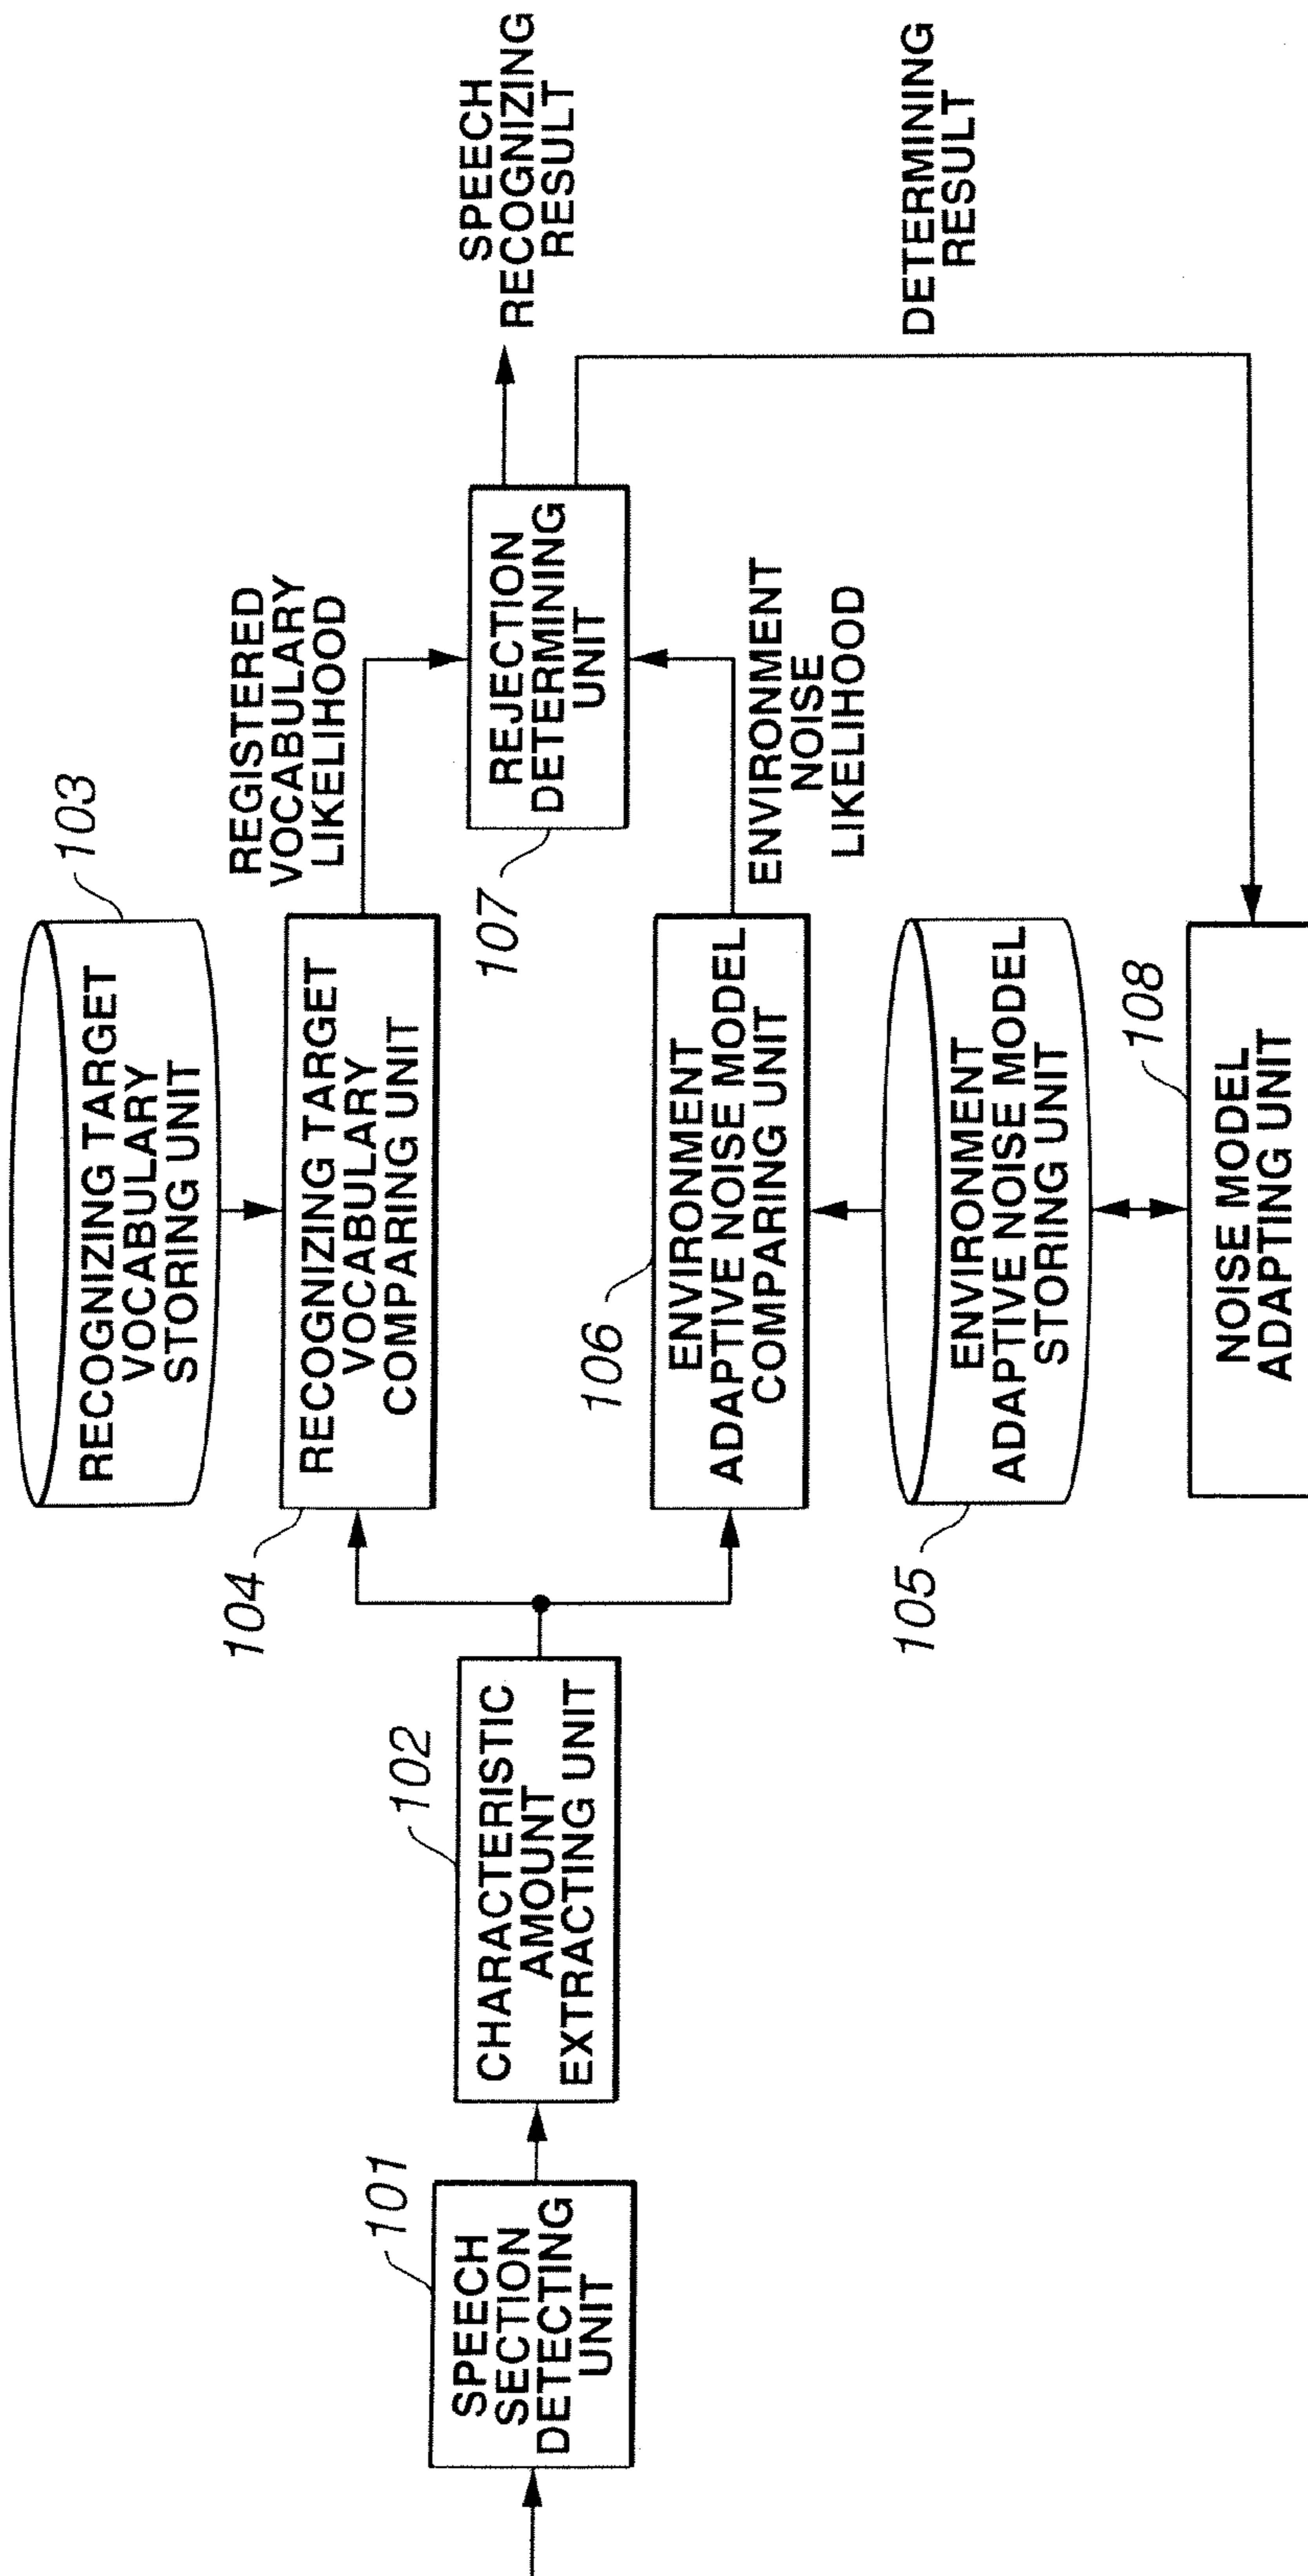 101
SPEECH
SECTION
DETECTING
UNIT
102
CHARACTERISTIC
AMOUNT
EXTRACTING UNIT
103
RECOGNIZING TARGET
VOCABULARY
STORING UNIT
104
RECOGNIZING TARGET
VOCABULARY
COMPARING UNIT
106
ENVIRONMENT
ADAPTIVE NOISE MODEL
COMPARING UNIT
105
ENVIRONMENT
ADAPTIVE NOISE MODEL
STORING UNIT
108
NOISE MODEL
ADAPTING UNIT
REGISTERED
VOCABULARY
LIKELIHOOD
107
REJECTION
DETERMINING
UNIT
ENVIRONMENT
NOISE
LIKELIHOOD
SPEECH
RECOGNIZING
RESULT
DETERMINING
RESULT